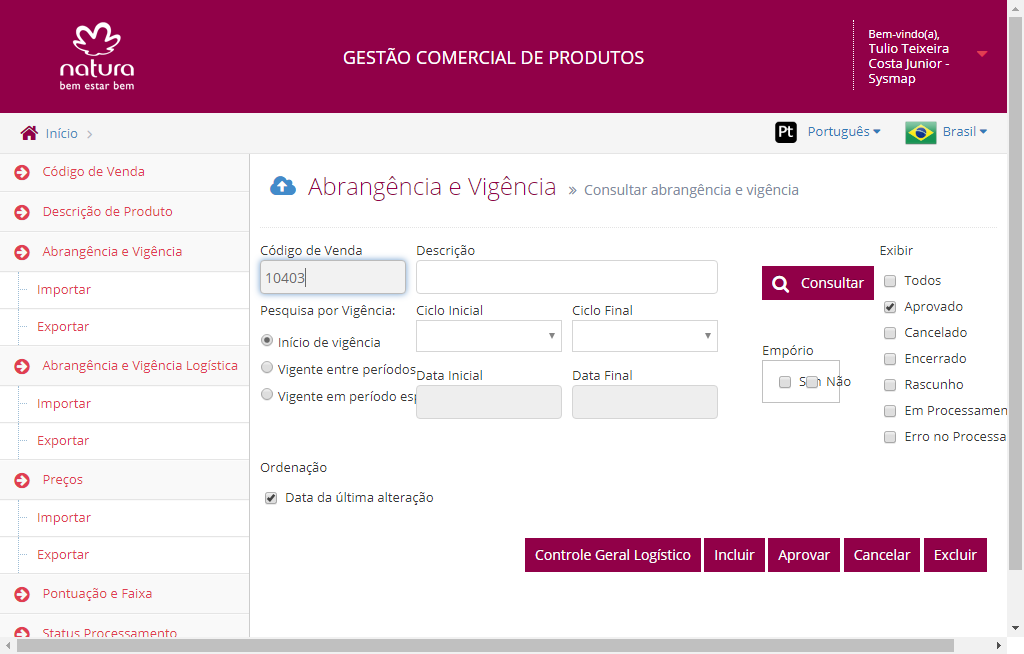 natura
bem estar bem
GESTÃO COMERCIAL DE PRODUTOS
Bem-vindo(a),
Tulio Teixeira
Costa Junior -
Sysmap
Início
Pt Português
Brasil
Código de Venda
Descrição de Produto
Abrangência e Vigência
Importar
Exportar
Abrangência e Vigência Logística
Importar
Exportar
Preços
Importar
Exportar
Pontuação e Faixa
Status Processamento
Abrangência e Vigência » Consultar abrangência e vigência
Código de Venda
10403
Descrição
Consultar
Pesquisa por Vigência:
Início de vigência
Vigente entre períodos
Vigente em período esp
Ciclo Inicial
Ciclo Final
Data Inicial
Data Final
Empório
Não
Exibir
Todos
Aprovado
Cancelado
Encerrado
Rascunho
Em Processamen
Erro no Processa
Ordenação
Data da última alteração
Controle Geral Logístico
Incluir
Aprovar
Cancelar
Excluir